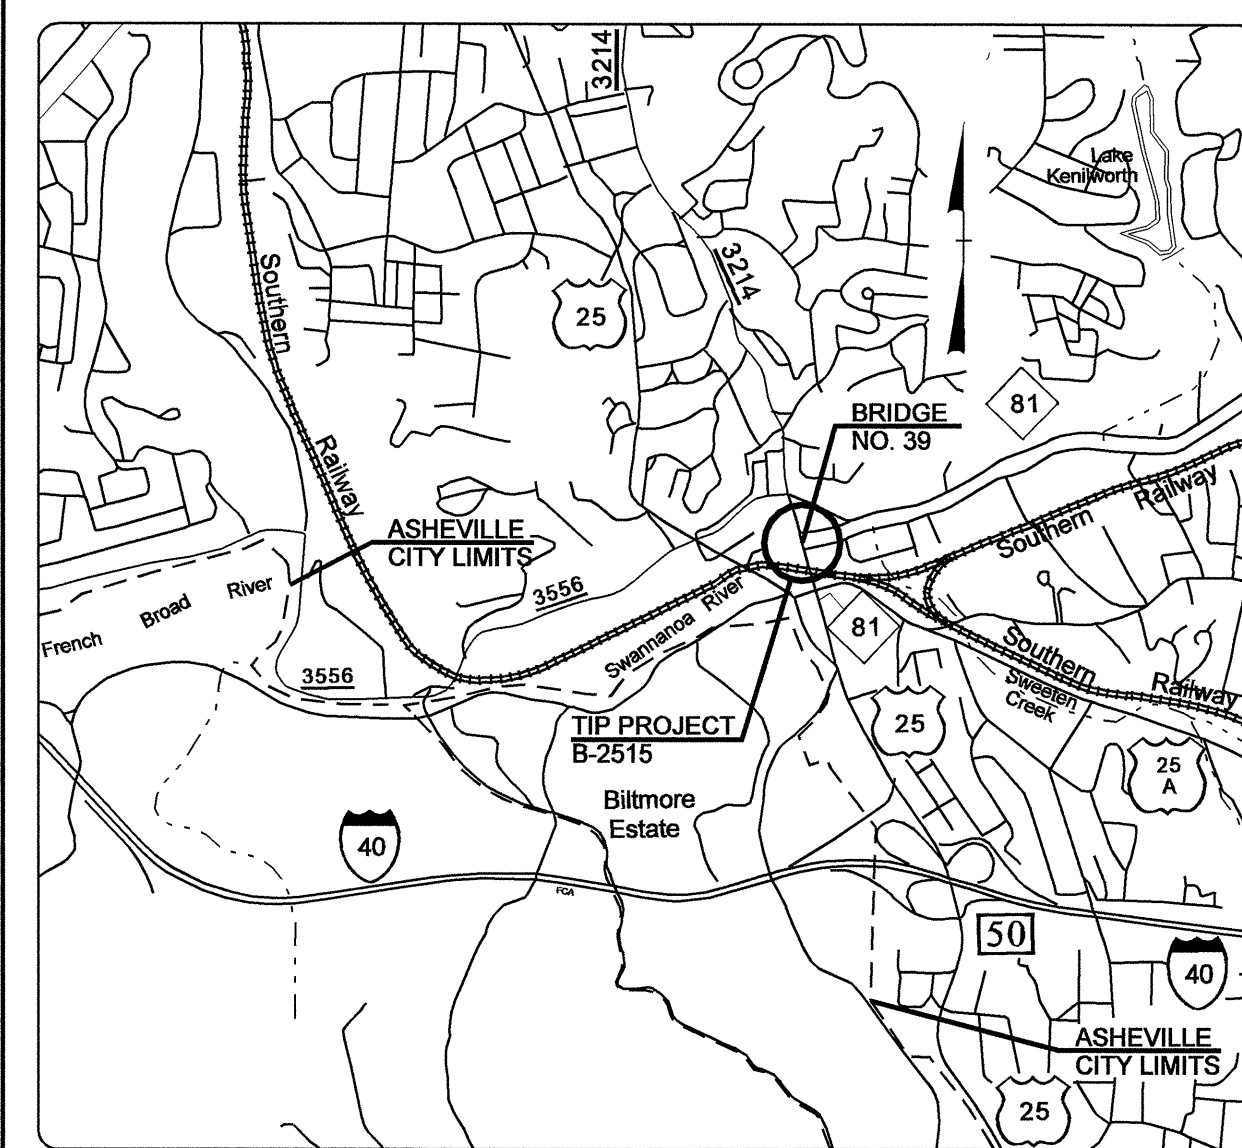 3214
Lake
Kenilworth
3214
Southern
25
81
BRIDGE
NO. 39
Railway
Railway
Southern
ASHEVILLE
CITY LIMITS
3556
French Broad River
Swannanoa River
81
Southern
Railway
Sweeten
Creek
3556
25
TIP PROJECT
B-2515
25
A
Biltmore
Estate
40
FCA
50
40
ASHEVILLE
CITY LIMITS
25